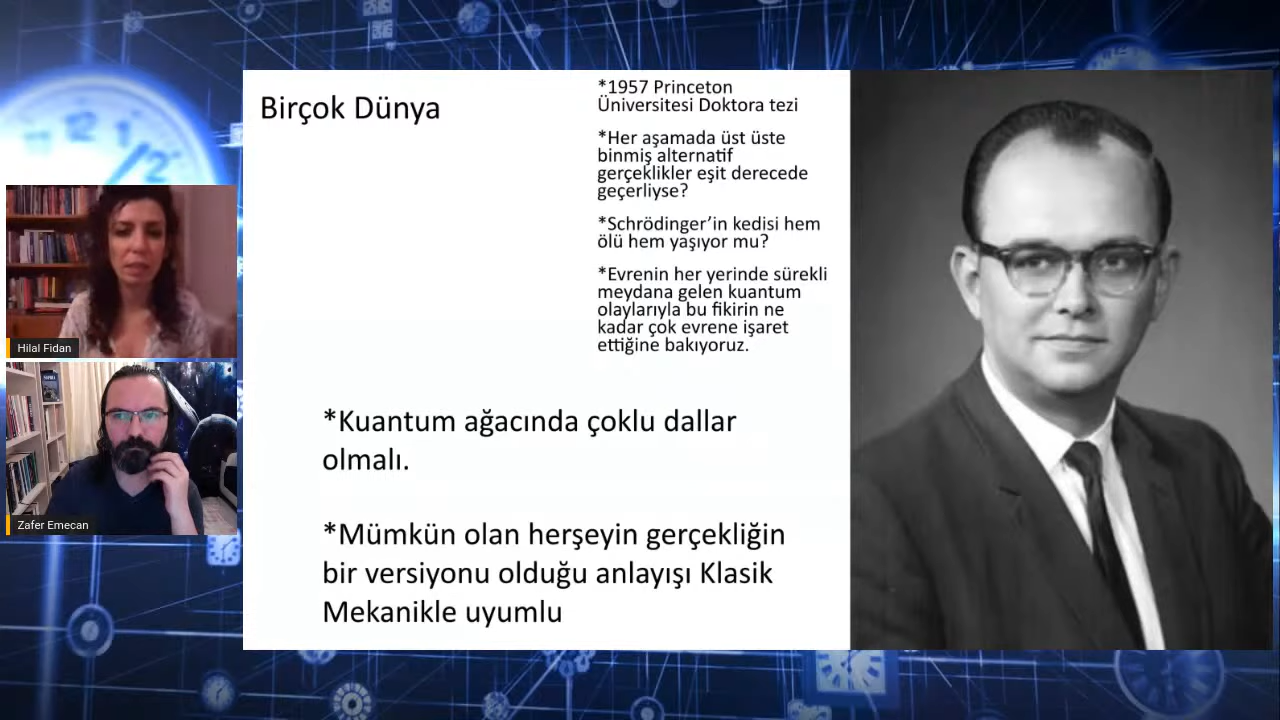 Birçok Dünya
*1957 Princeton
Üniversitesi Doktora tezi
*Her aşamada üst üste
binmiş alternatif
gerçeklikler eşit derecede
geçerliyse?
*Schrödinger’in kedisi hem
ölü hem yaşıyor mu?
*Evrenin her yerinde sürekli
meydana gelen kuantum
olaylarıyla bu fikirin ne
kadar çok evrene işaret
ettiğine bakıyoruz.
*Kuantum ağacında çoklu dallar
olmalı.
*Mümkün olan herşeyin gerçekliğin
bir versiyonu olduğu anlayışı Klasik
Mekanikle uyumlu
Hilal Fidan
Zafer Emecan